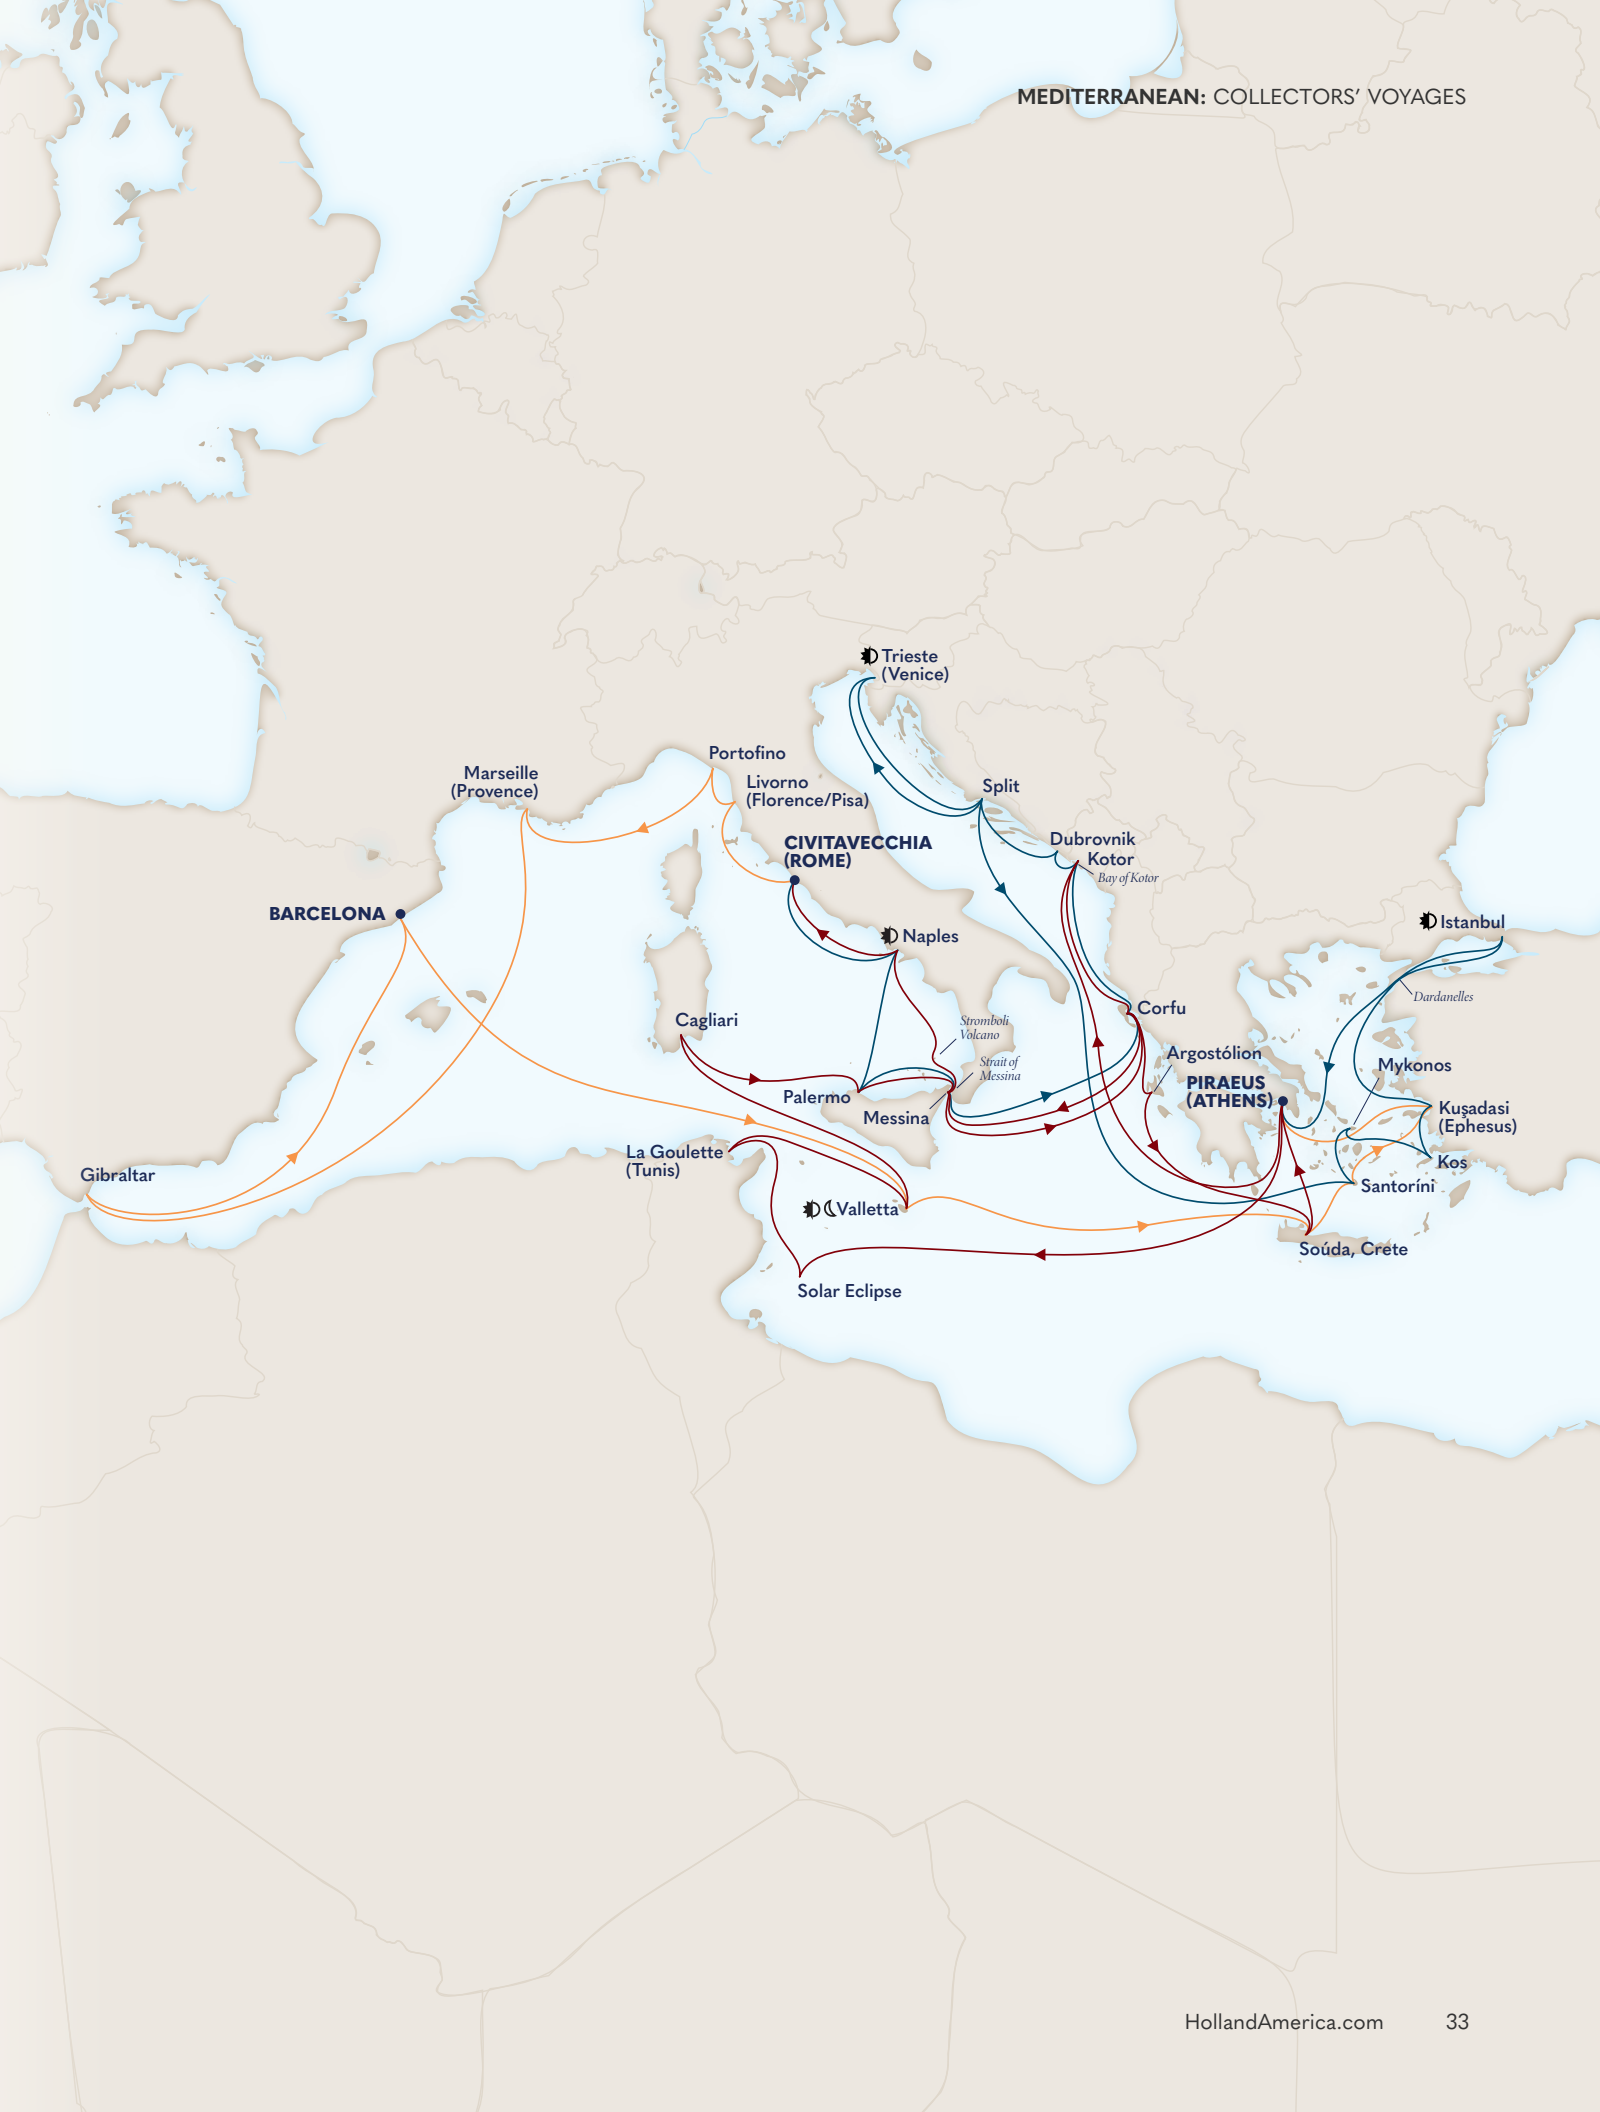 MEDITERRANEAN: COLLECTORS’ VOYAGES
Trieste
(Venice)
Portofino
Marseille
(Provence)
Livorno
(Florence/Pisa)
Split
CIVITAVECCHIA
(ROME)
Dubrovnik
Kotor
Bay of Kotor
BARCELONA
Naples
Istanbul
Dardanelles
Cagliari
Stromboli
Volcano
Corfu
Strait of
Messina
Argostólion
Mykonos
PIRAEUS
(ATHENS)
Palermo
Messina
Kuşadasi
(Ephesus)
La Goulette
(Tunis)
Kos
Gibraltar
Santoríni
Valletta
Soúda, Crete
Solar Eclipse
HollandAmerica.com 33